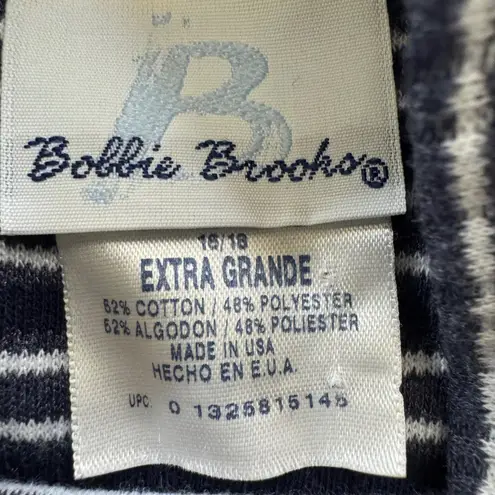 B
Bobbie Brooks®
16/18
EXTRA GRANDE
52% COTTON / 48% POLYESTER
52% ALGODON / 48% POLIESTER
MADE IN USA
HECHO EN E.U.A.
UPC. 0 1325815145